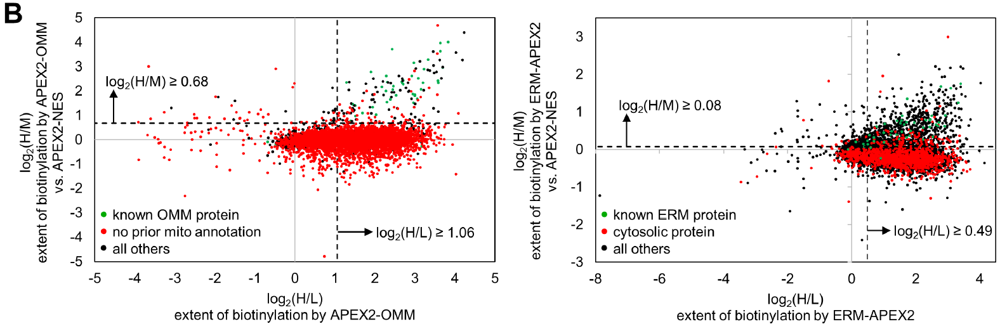 B
extent of biotinylation by APEX2-OMM
vs. APEX2-NES
log2(H/M)
5
4
3
2
1
0
-1
-2
-3
-4
-5
log2(H/M) ≥ 0.68
known OMM protein
no prior mito annotation
all others
log2(H/L) ≥ 1.06
-5 -4 -3 -2 -1 0 1 2 3 4 5
log2(H/L)
extent of biotinylation by APEX2-OMM
log2(H/M)
extent of biotinylation by ERM-APEX2
vs. APEX2-NES
3
2
1
0
-1
-2
-3
log2(H/M) ≥ 0.08
known ERM protein
cytosolic protein
all others
log2(H/L) ≥ 0.49
-8 -6 -4 -2 0 2 4
log2(H/L)
extent of biotinylation by ERM-APEX2